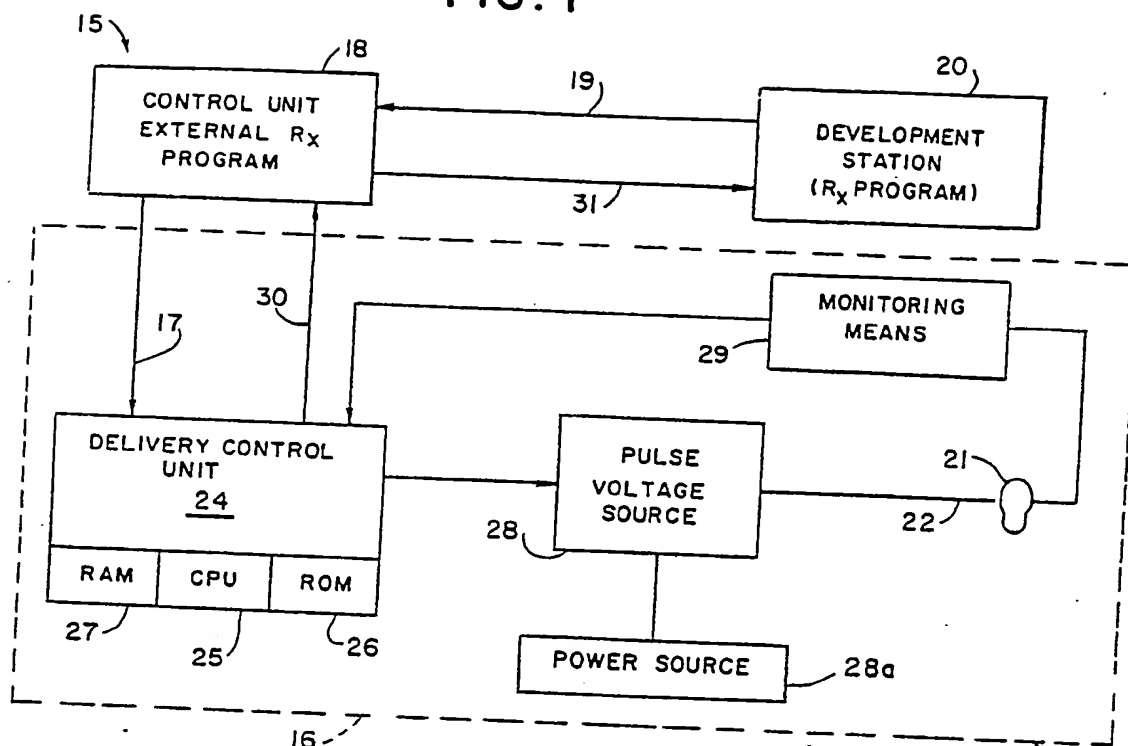 15
18
CONTROL UNIT
EXTERNAL Rx
PROGRAM
19
31
20
DEVELOPMENT
STATION
(Rx PROGRAM)
17
30
MONITORING
MEANS
29
DELIVERY CONTROL
UNIT
24
RAM
CPU
ROM
27
25
26
PULSE
VOLTAGE
SOURCE
28
21
22
POWER SOURCE
28a
16